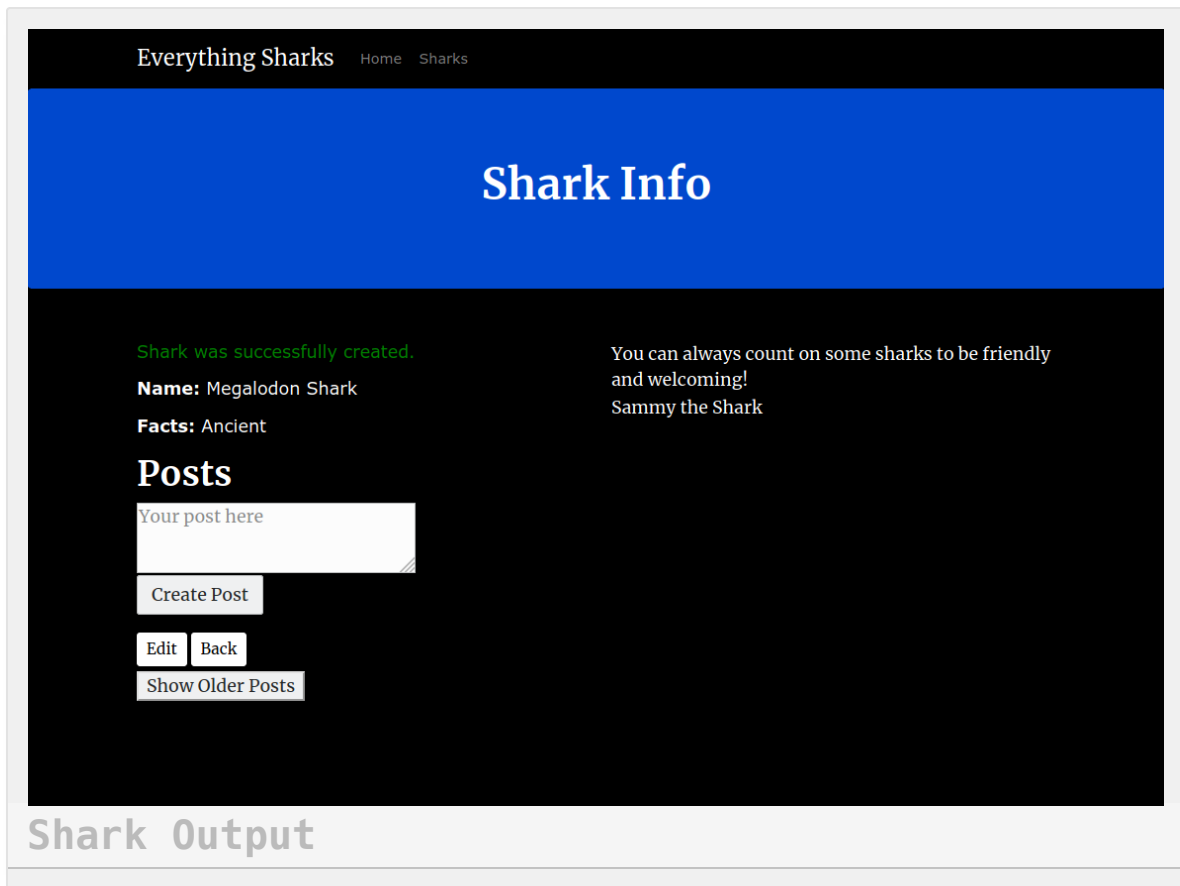 Everything Sharks Home Sharks
Shark Info
Shark was successfully created.
Name: Megalodon Shark
Facts: Ancient
Posts
Your post here
Create Post
Edit Back
Show Older Posts
You can always count on some sharks to be friendly
and welcoming!
Sammy the Shark
Shark Output